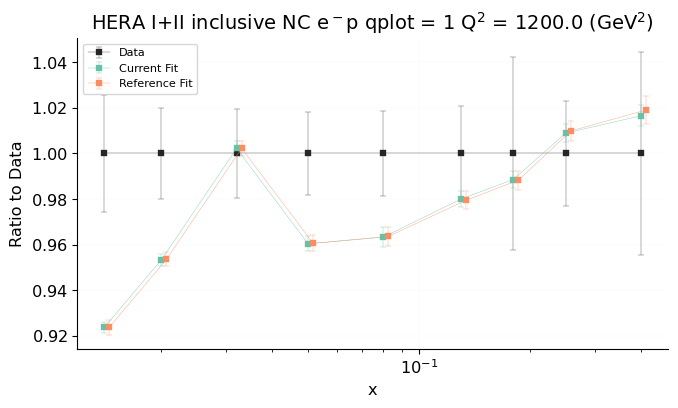 HERA I+II inclusive NC e⁻p qplot = 1 Q² = 1200.0 (GeV²)
Data
Current Fit
Reference Fit
Ratio to Data
1.04
1.02
1.00
0.98
0.96
0.94
0.92
10⁻¹
x